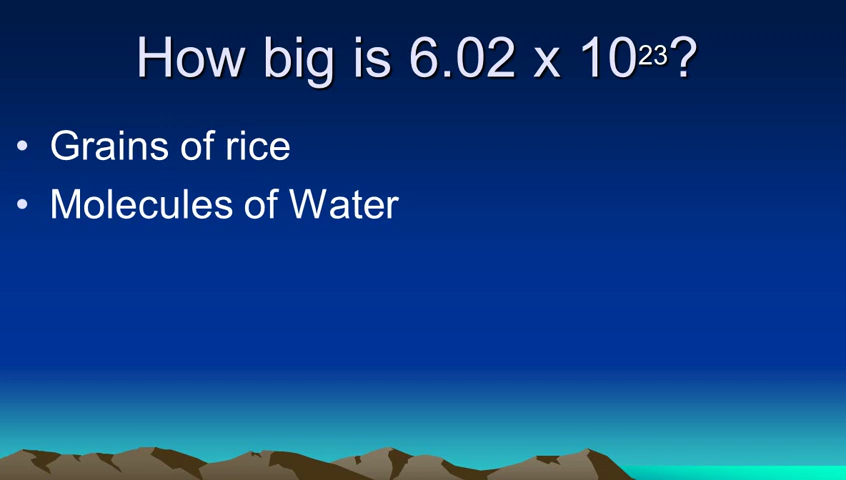 How big is 6.02 x 10²³?
• Grains of rice
• Molecules of Water